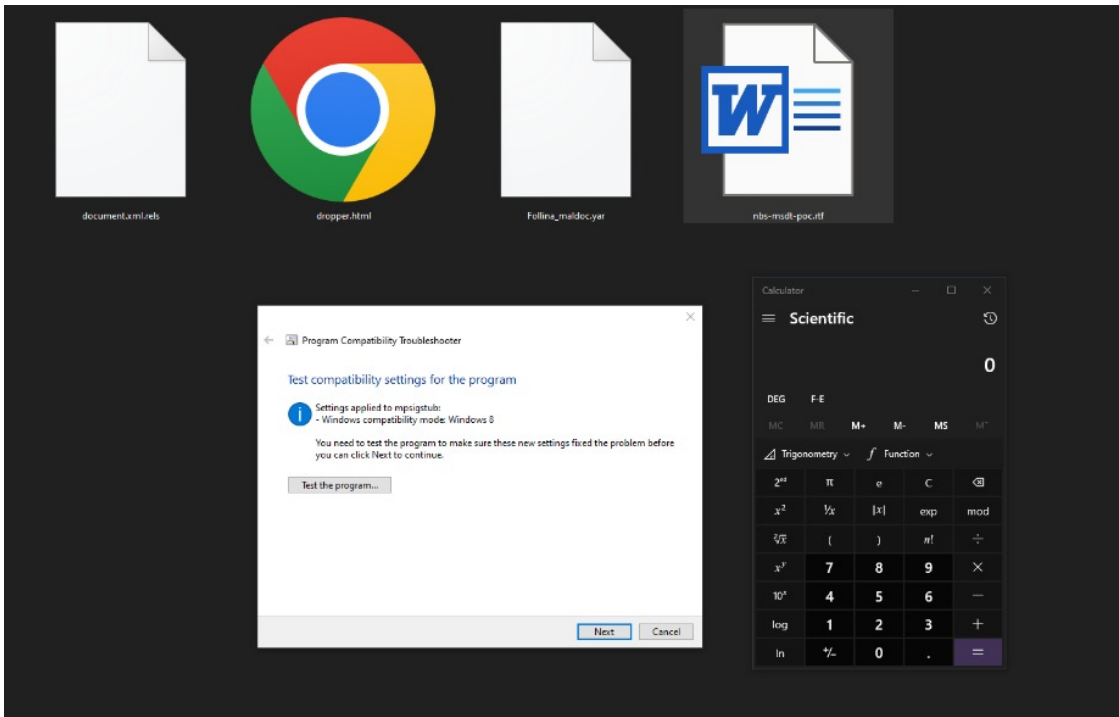 document.xml.rels
dropper.html
Follina_maldoc.yar
nbs-msdt-poc.rtf
Program Compatibility Troubleshooter
Test compatibility settings for the program
Settings applied to mpsigstub:
- Windows compatibility mode: Windows 8
You need to test the program to make sure these new settings fixed the problem before
you can click Next to continue.
Test the program...
Next Cancel
Calculator
Scientific
0
DEG F-E
MC MR M+ M- MS M˅
Trigonometry f Function
2ⁿᵈ π e C
x² ¹/x |x| exp mod
²√x ( ) n! ÷
xʸ 7 8 9 ×
10ˣ 4 5 6 −
log 1 2 3 +
ln +/- 0 . =